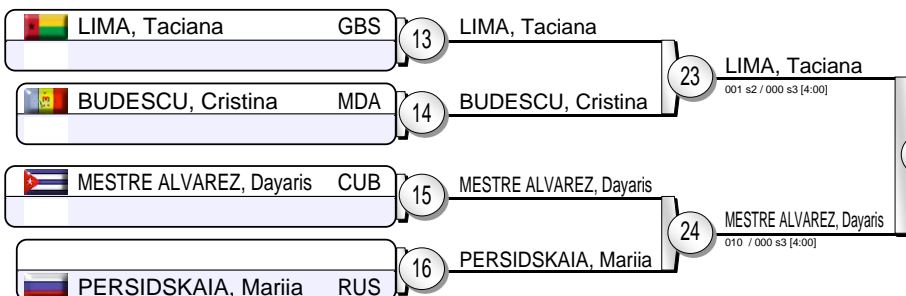 LIMA, Taciana GBS
13
LIMA, Taciana
BUDESCU, Cristina MDA
14
BUDESCU, Cristina
23
LIMA, Taciana
001 s2 / 000 s3 [4:00]
MESTRE ALVAREZ, Dayaris CUB
15
MESTRE ALVAREZ, Dayaris
PERSIDSKAIA, Mariia RUS
16
PERSIDSKAIA, Mariia
24
MESTRE ALVAREZ, Dayaris
010 / 000 s3 [4:00]